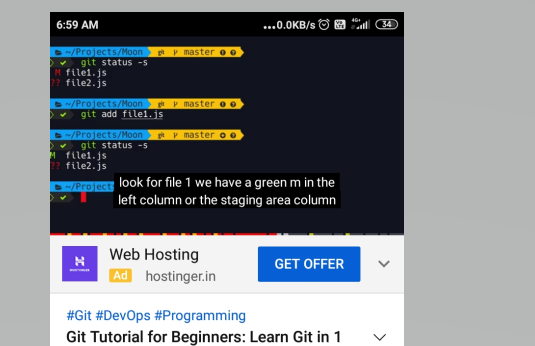 6:59 AM
...0.0KB/s
4G+
34
~/Projects/Moon git master
git status -s
M file1.js
?? file2.js
~/Projects/Moon git master
git add file1.js
~/Projects/Moon git master
git status -s
M file1.js
?? file2.js
~/Project
look for file 1 we have a green m in the
left column or the staging area column
HOSTINGER
Web Hosting
Ad hostinger.in
GET OFFER
#Git #DevOps #Programming
Git Tutorial for Beginners: Learn Git in 1